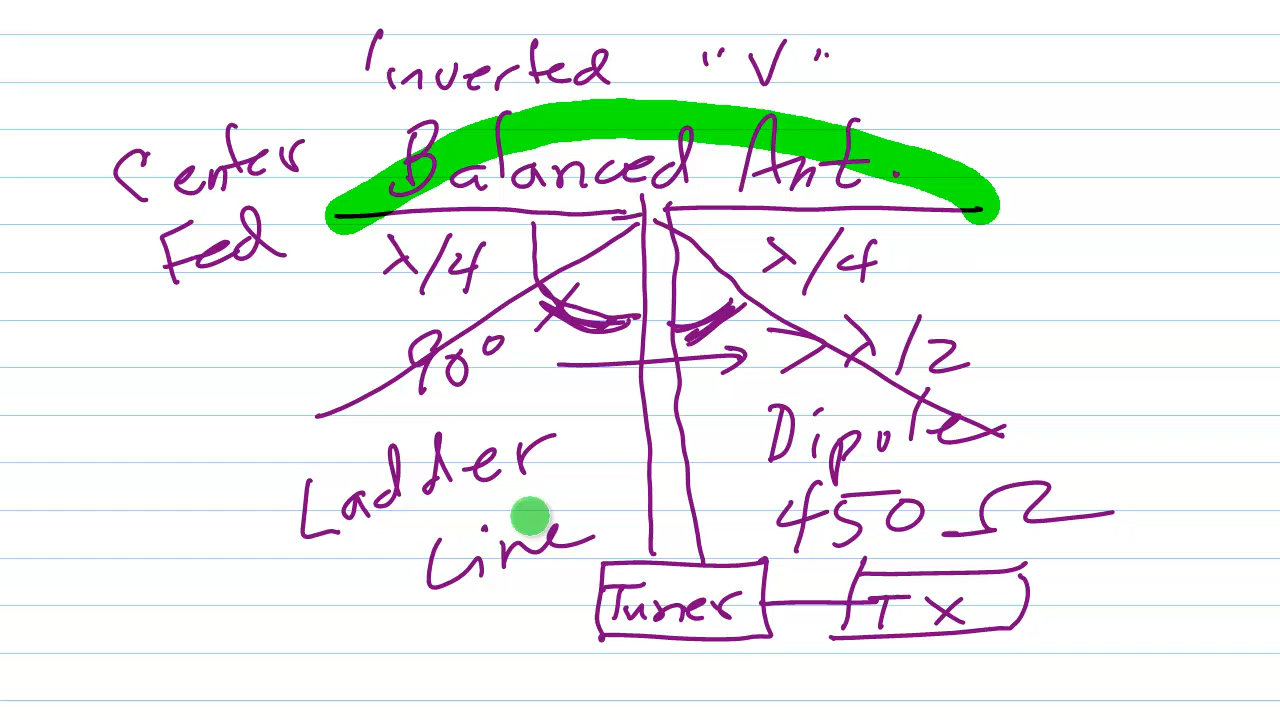 Inverted "V"
Center Fed
Balanced Ant.
λ/4
λ/4
90°
λ/2
Dipole
Ladder
Line
450 Ω
Tuner
TX